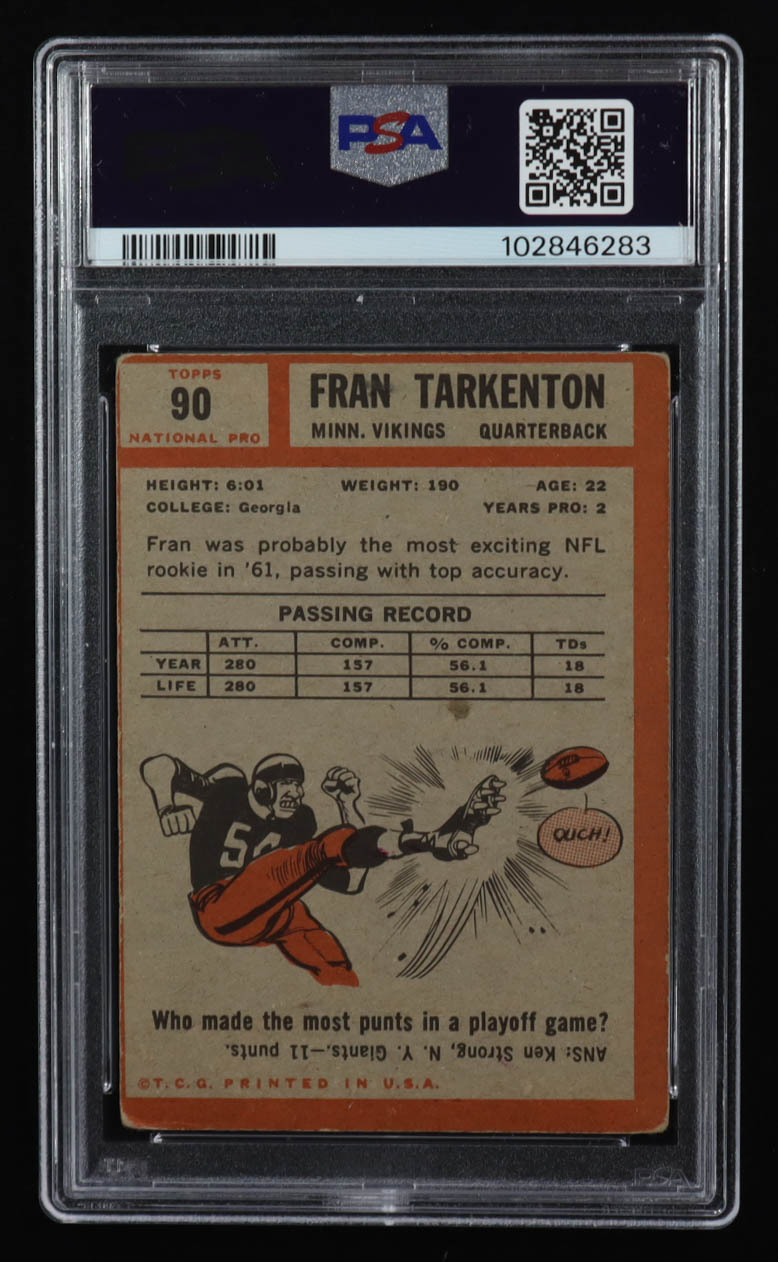 PSA
102846283
TOPPS
90
NATIONAL PRO
FRAN TARKENTON
MINN. VIKINGS QUARTERBACK
HEIGHT: 6:01 WEIGHT: 190 AGE: 22
COLLEGE: Georgia YEARS PRO: 2
Fran was probably the most exciting NFL
rookie in '61, passing with top accuracy.
PASSING RECORD
ATT. COMP. % COMP. TDs
YEAR 280 157 56.1 18
LIFE 280 157 56.1 18
OUCH!
Who made the most punts in a playoff game?
ANS: Ken Strong, N. Y. Giants.—11 punts.
©T.C.G. PRINTED IN U.S.A.
PSA